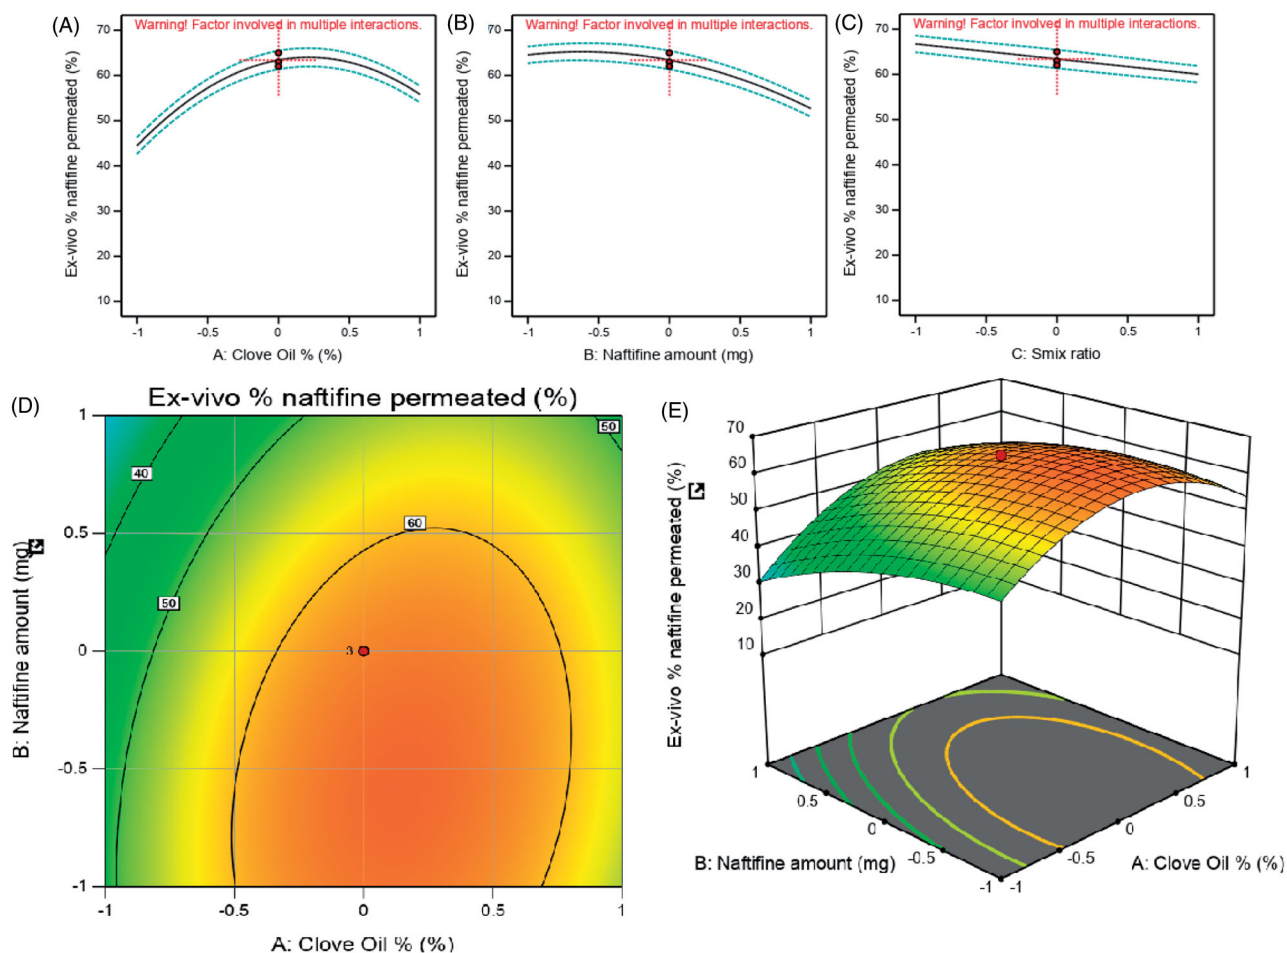 (A)
Warning! Factor involved in multiple interactions.
70
60
50
40
30
20
10
Ex-vivo % naftifine permeated (%)
-1 -0.5 0 0.5 1
A: Clove Oil % (%)
(B)
Warning! Factor involved in multiple interactions.
70
60
50
40
30
20
10
Ex-vivo % naftifine permeated (%)
-1 -0.5 0 0.5 1
B: Naftifine amount (mg)
(C)
Warning! Factor involved in multiple interactions.
70
60
50
40
30
20
10
Ex-vivo % naftifine permeated (%)
-1 -0.5 0 0.5 1
C: Smix ratio
(D)
Ex-vivo % naftifine permeated (%)
1
0.5
0
-0.5
-1
B: Naftifine amount (mg)
50
40
60
50
3
-1 -0.5 0 0.5 1
A: Clove Oil % (%)
(E)
70
60
50
40
30
20
10
Ex-vivo % naftifine permeated (%)
1
0.5
0
-0.5
-1
B: Naftifine amount (mg)
1
0.5
0
-0.5
-1
A: Clove Oil % (%)